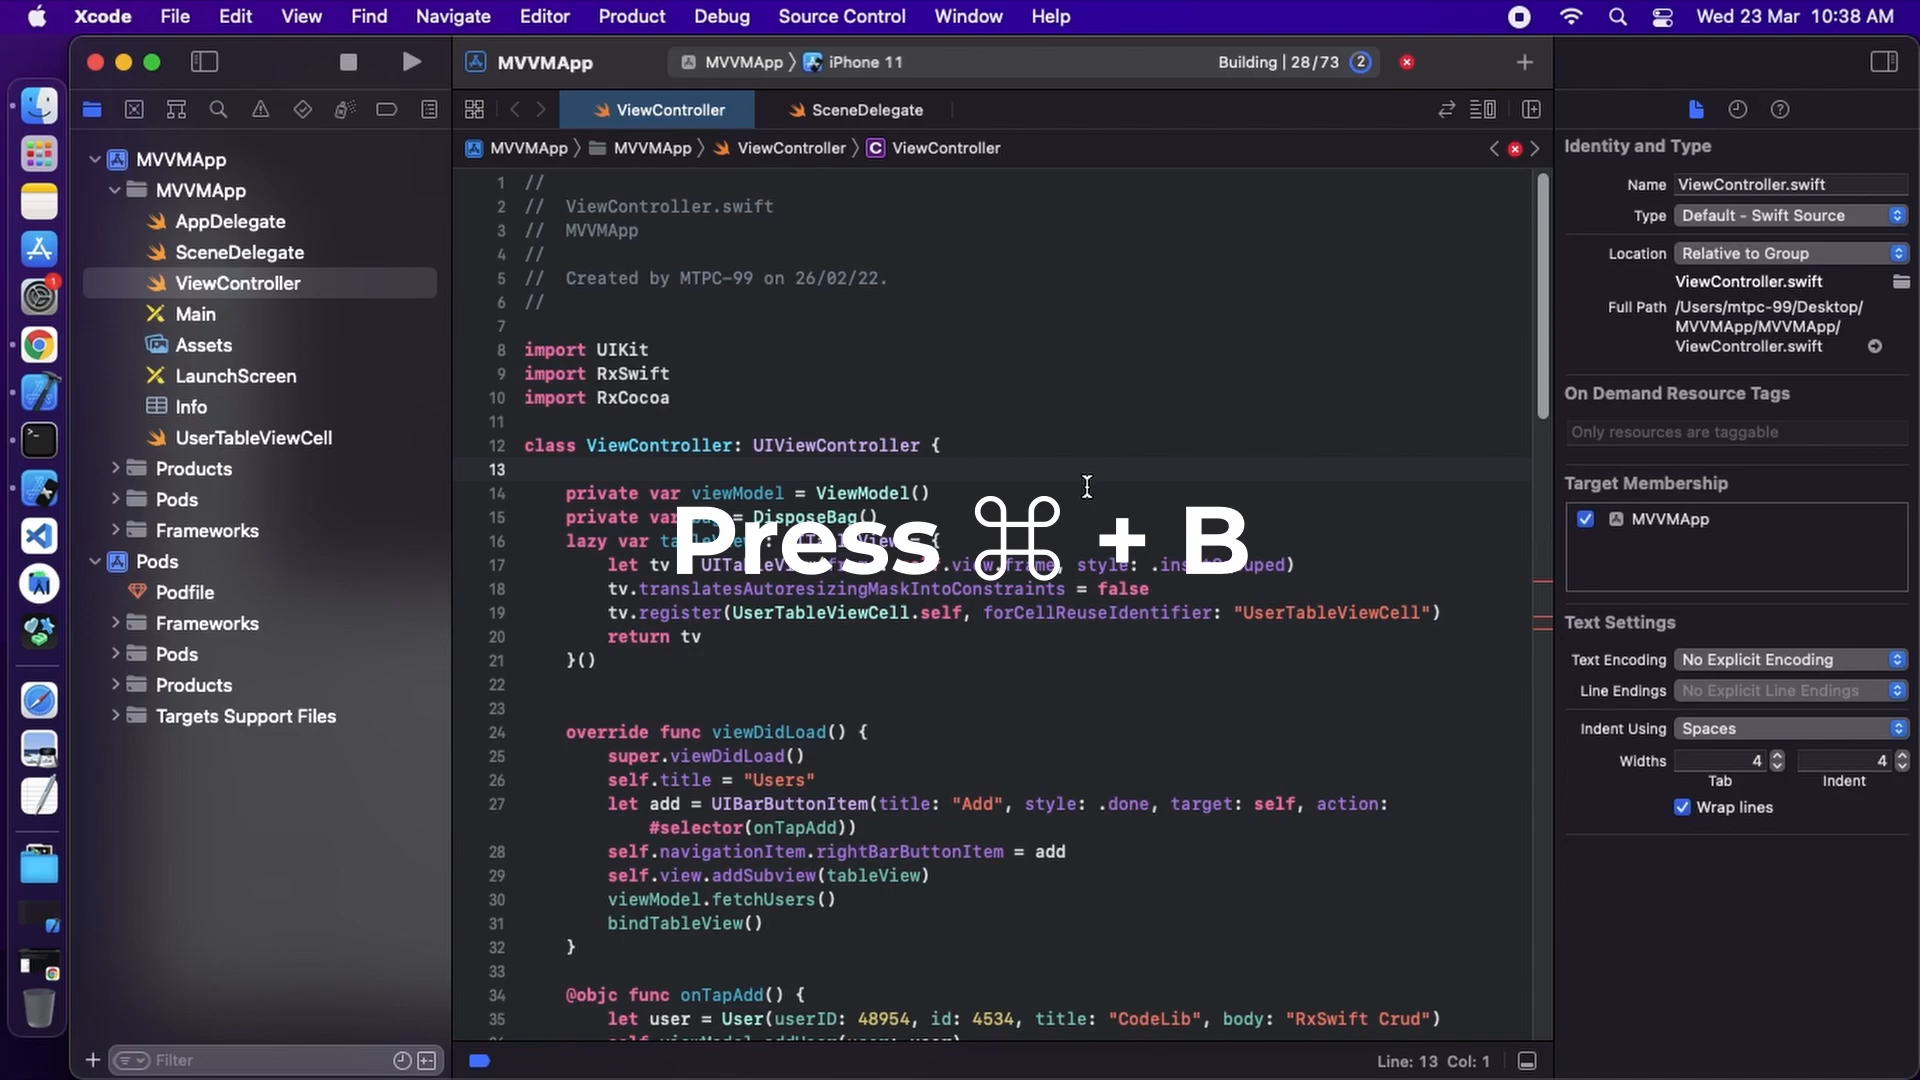 Xcode File Edit View Find Navigate Editor Product Debug Source Control Window Help Wed 23 Mar 10:38 AM
MVVMApp MVVMApp iPhone 11 Building | 28/73 2
ViewController SceneDelegate
MVVMApp MVVMApp ViewController C ViewController
MVVMApp
MVVMApp
AppDelegate
SceneDelegate
ViewController
Main
Assets
LaunchScreen
Info
UserTableViewCell
Products
Pods
Frameworks
Pods
Podfile
Frameworks
Pods
Products
Targets Support Files
Filter
1
1 //
2 // ViewController.swift
3 // MVVMApp
4 //
5 // Created by MTPC-99 on 26/02/22.
6 //
7
8 import UIKit
9 import RxSwift
10 import RxCocoa
11
12 class ViewController: UIViewController {
13
14 private var viewModel = ViewModel()
15 private var = DisposeBag()
16 lazy var = {
17 let tv style: .insetGrouped)
18 tv.translatesAutoresizingMaskIntoConstraints = false
19 tv.register(UserTableViewCell.self, forCellReuseIdentifier: "UserTableViewCell")
20 return tv
21 }()
22
23
24 override func viewDidLoad() {
25 super.viewDidLoad()
26 self.title = "Users"
27 let add = UIBarButtonItem(title: "Add", style: .done, target: self, action:
#selector(onTapAdd))
28 self.navigationItem.rightBarButtonItem = add
29 self.view.addSubview(tableView)
30 viewModel.fetchUsers()
31 bindTableView()
32 }
33
34 @objc func onTapAdd() {
35 let user = User(userID: 48954, id: 4534, title: "CodeLib", body: "RxSwift Crud")
Press ⌘ + B
Line: 13 Col: 1
Identity and Type
Name ViewController.swift
Type Default - Swift Source
Location Relative to Group
ViewController.swift
Full Path /Users/mtpc-99/Desktop/
MVVMApp/MVVMApp/
ViewController.swift
On Demand Resource Tags
Only resources are taggable
Target Membership
MVVMApp
Text Settings
Text Encoding No Explicit Encoding
Line Endings No Explicit Line Endings
Indent Using Spaces
Widths 4 4
Tab Indent
Wrap lines